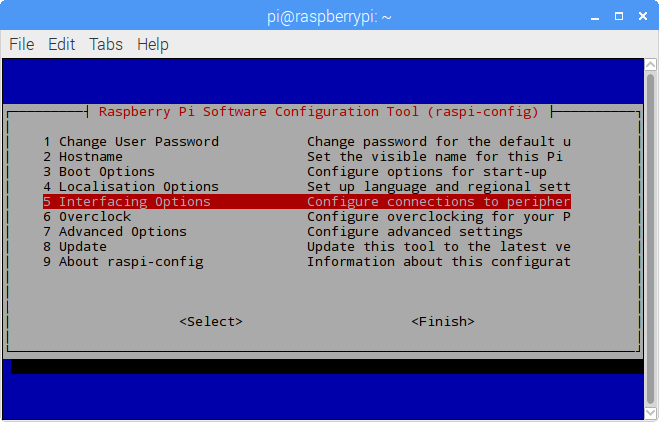 pi@raspberrypi: ~
File Edit Tabs Help
Raspberry Pi Software Configuration Tool (raspi-config)
1 Change User Password Change password for the default u
2 Hostname Set the visible name for this Pi
3 Boot Options Configure options for start-up
4 Localisation Options Set up language and regional sett
5 Interfacing Options Configure connections to peripher
6 Overclock Configure overclocking for your P
7 Advanced Options Configure advanced settings
8 Update Update this tool to the latest ve
9 About raspi-config Information about this configurat
<Select> <Finish>